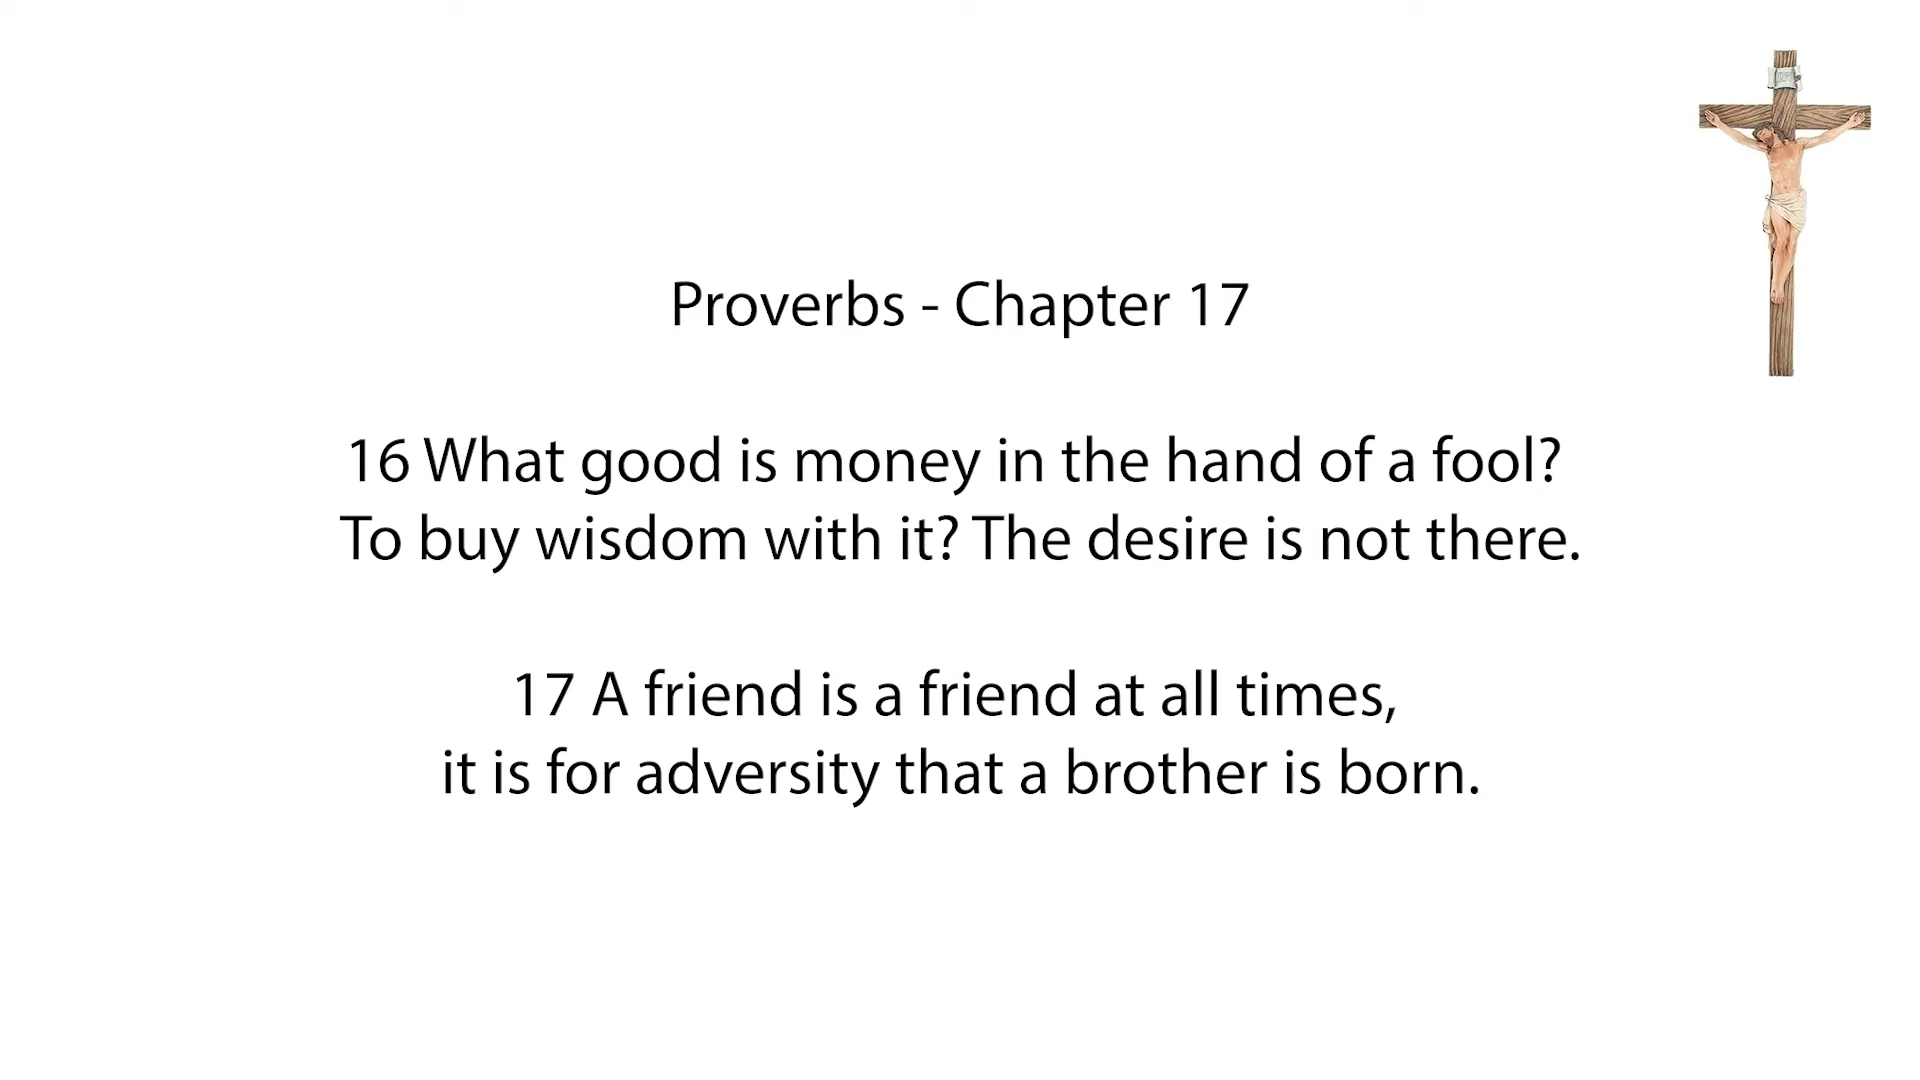 Proverbs - Chapter 17
16 What good is money in the hand of a fool?
To buy wisdom with it? The desire is not there.
17 A friend is a friend at all times,
it is for adversity that a brother is born.